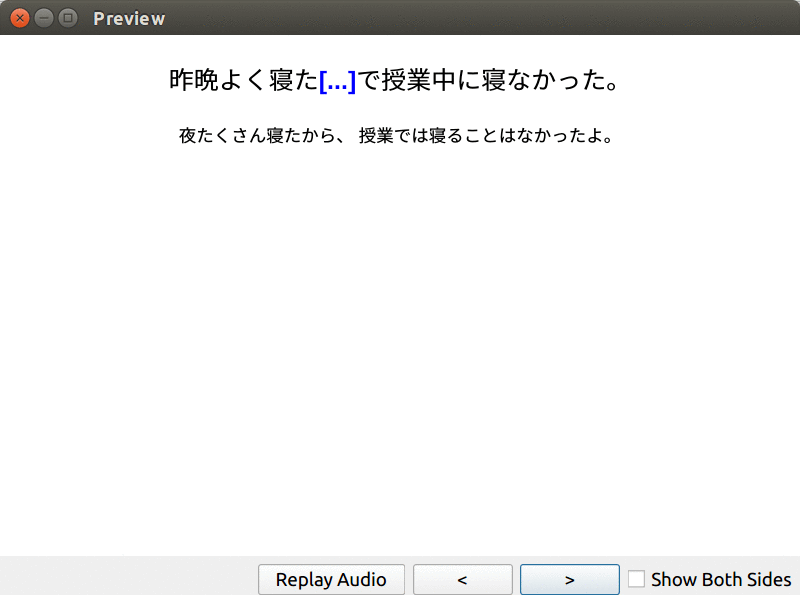 Preview
昨晩よく寝た[...]で授業中に寝なかった。
夜たくさん寝たから、 授業では寝ることはなかったよ。
Replay Audio < > Show Both Sides